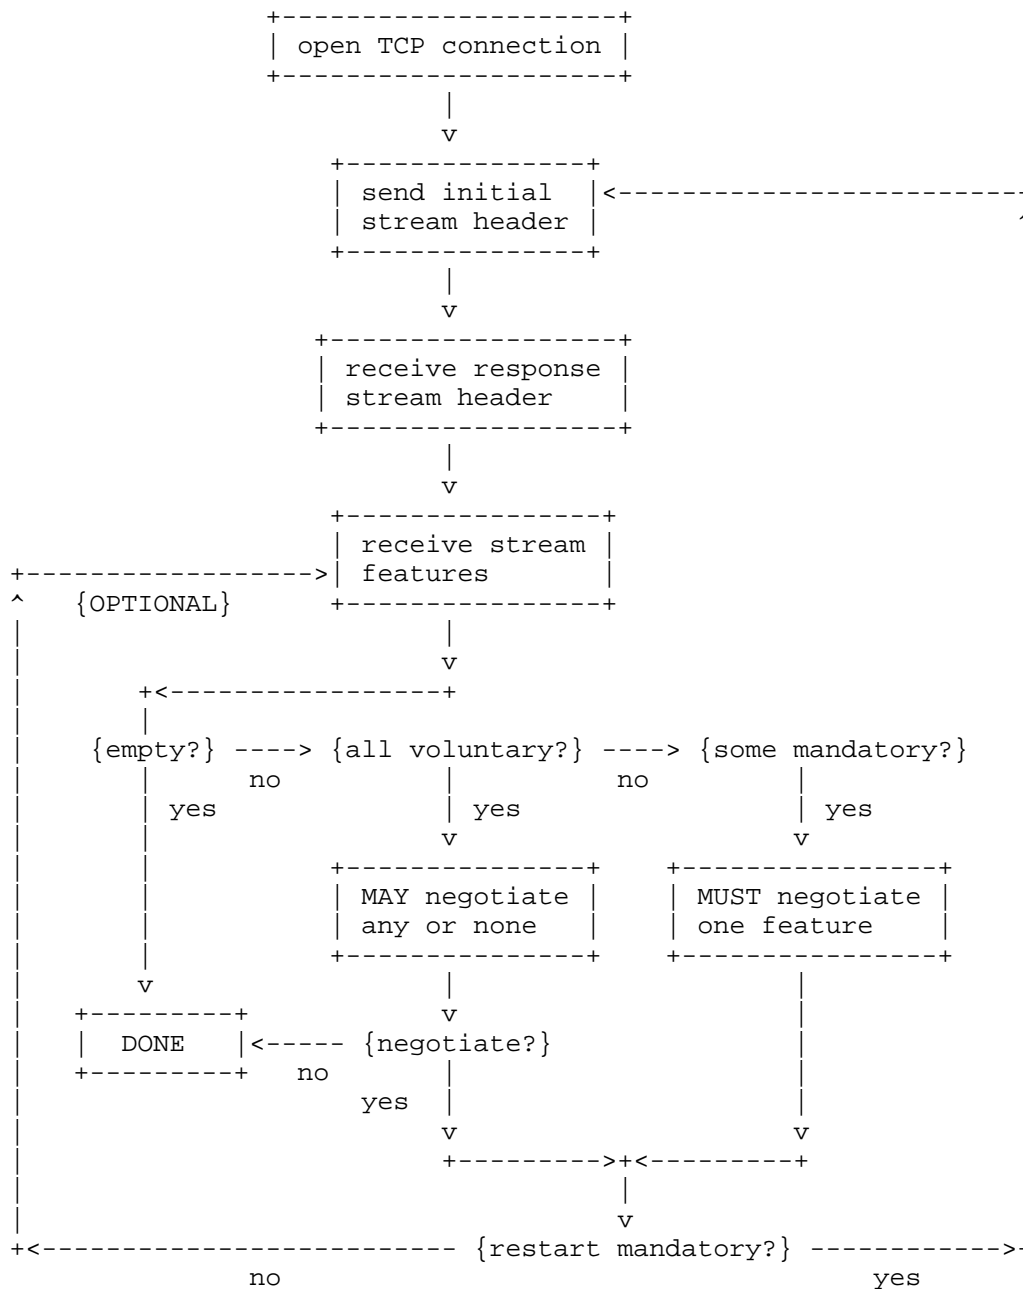 open TCP connection
send initial
stream header
receive response
stream header
receive stream
features
{OPTIONAL}
{empty?} ----> {all voluntary?} ----> {some mandatory?}
no no
yes yes yes
MAY negotiate MUST negotiate
any or none one feature
DONE <----- {negotiate?}
no
yes
{restart mandatory?}
no yes